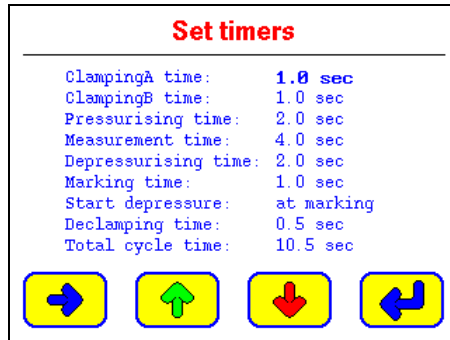 Set timers
ClampingA time: 1.0 sec
ClampingB time: 1.0 sec
Pressurising time: 2.0 sec
Measurement time: 4.0 sec
Depressurising time: 2.0 sec
Marking time: 1.0 sec
Start depressure: at marking
Declamping time: 0.5 sec
Total cycle time: 10.5 sec